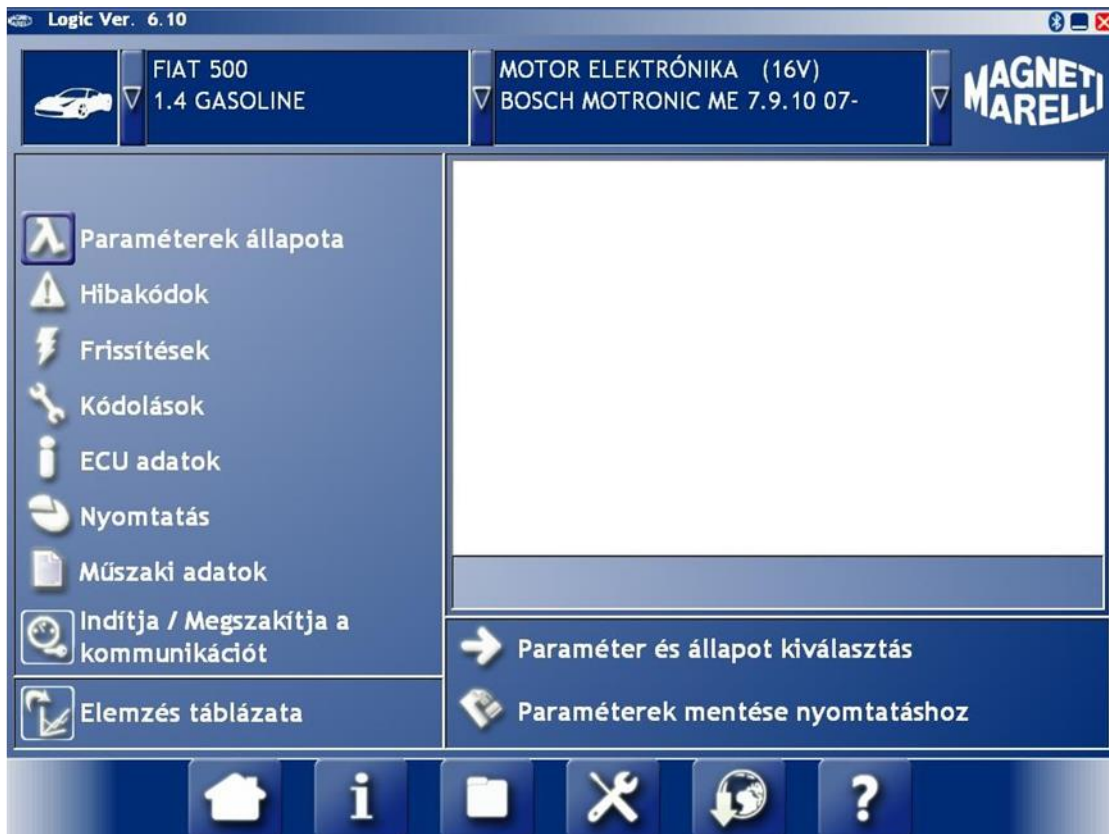 Logic Ver. 6.10
FIAT 500
1.4 GASOLINE
MOTOR ELEKTRÓNIKA (16V)
BOSCH MOTRONIC ME 7.9.10 07-
MAGNETI
MARELLI
Paraméterek állapota
Hibakódok
Frissítések
Kódolások
ECU adatok
Nyomtatás
Műszaki adatok
Indítja / Megszakítja a
kommunikációt
Elemzés táblázata
Paraméter és állapot kiválasztás
Paraméterek mentése nyomtatáshoz